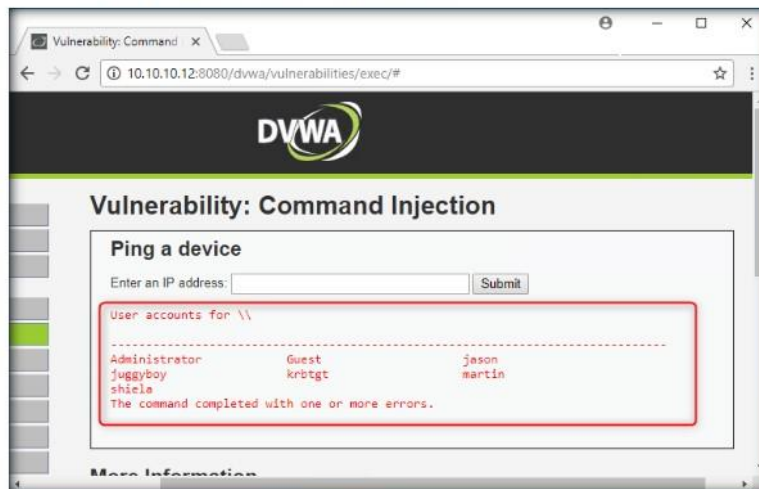 Vulnerability: Command
10.10.10.12:8080/dvwa/vulnerabilities/exec/#
DVWA
Vulnerability: Command Injection
Ping a device
Enter an IP address: Submit
User accounts for \\
-------------------------------------------------------------------------------
Administrator Guest jason
juggyboy krbtgt martin
shiela
The command completed with one or more errors.
More Information